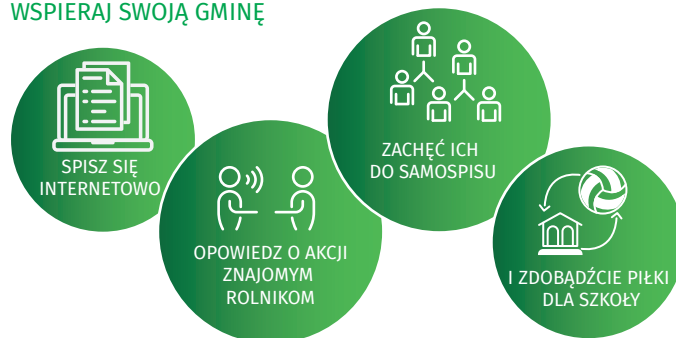 WSPIERAJ SWOJĄ GMINĘ
SPISZ SIĘ
INTERNETOWO
OPOWIEDZ O AKCJI
ZNAJOMYM
ROLNIKOM
ZACHĘĆ ICH
DO SAMOSPISU
I ZDOBĄDŹCIE PIŁKI
DLA SZKOŁY